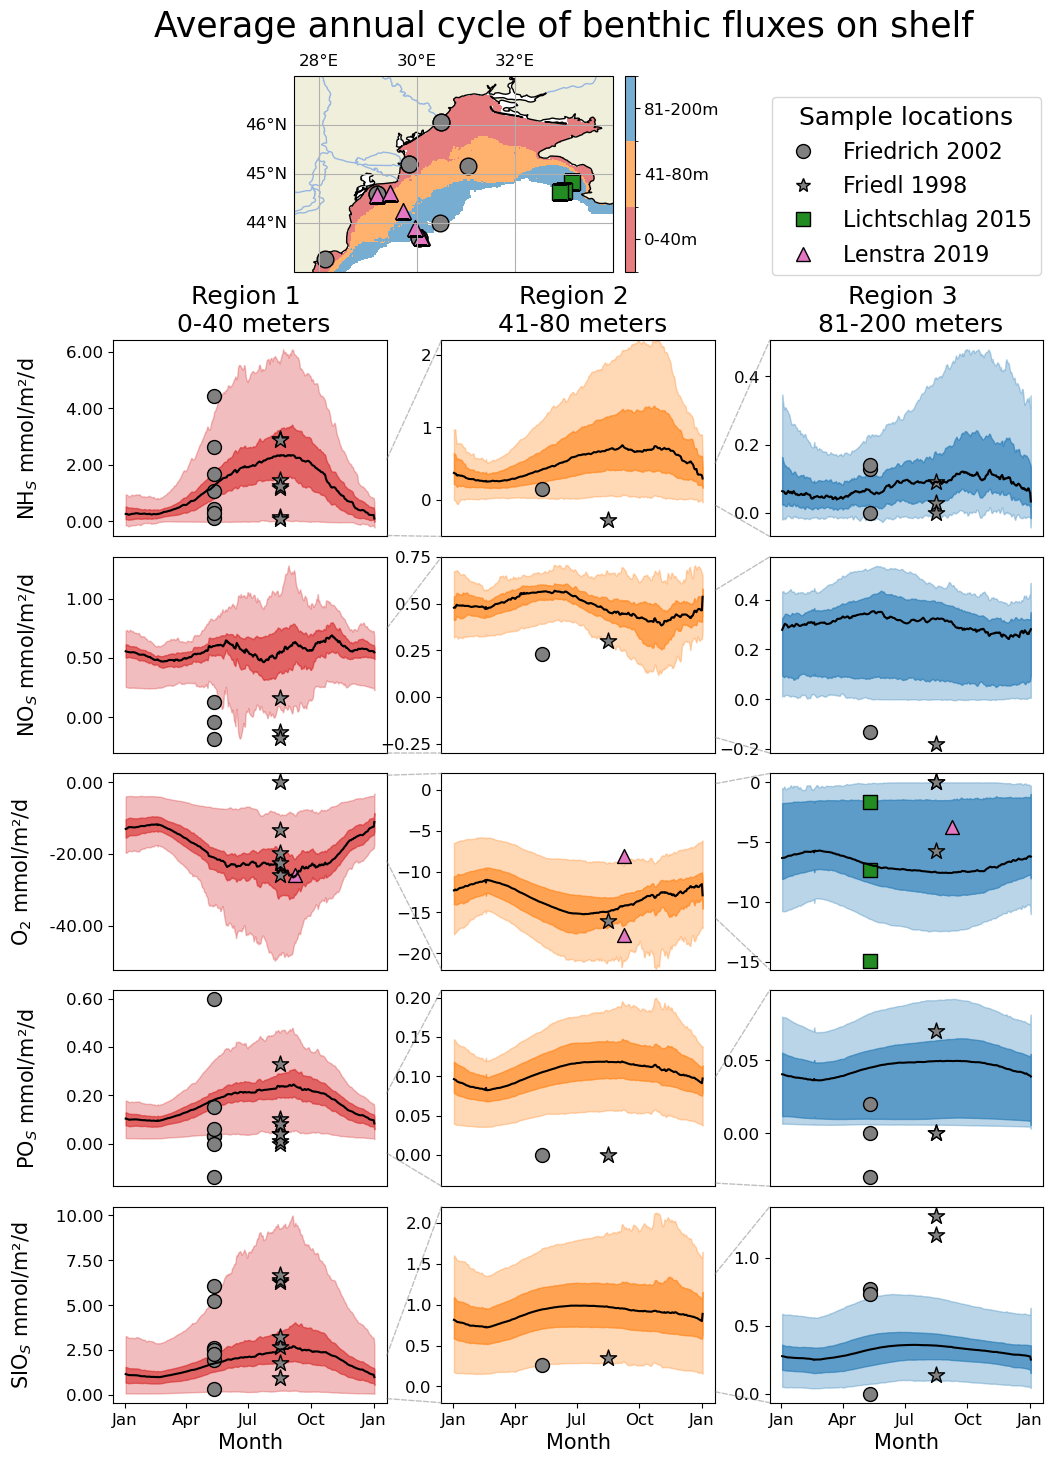 Average annual cycle of benthic fluxes on shelf
28°E 30°E 32°E
46°N
45°N
44°N
81-200m
41-80m
0-40m
Sample locations
Friedrich 2002
Friedl 1998
Lichtschlag 2015
Lenstra 2019
Region 1
0-40 meters
Region 2
41-80 meters
Region 3
81-200 meters
NHS mmol/m²/d
6.00
4.00
2.00
0.00
2
1
0
0.4
0.2
0.0
NOS mmol/m²/d
1.00
0.50
0.00
0.75
0.50
0.25
0.00
−0.25
0.4
0.2
0.0
−0.2
O2 mmol/m²/d
0.00
-20.00
-40.00
0
−5
−10
−15
−20
0
−5
−10
−15
POS mmol/m²/d
0.60
0.40
0.20
0.00
0.20
0.15
0.10
0.05
0.00
0.05
0.00
SIOS mmol/m²/d
10.00
7.50
5.00
2.50
0.00
2.0
1.5
1.0
0.5
0.0
1.0
0.5
0.0
Jan Apr Jul Oct Jan
Month
Jan Apr Jul Oct Jan
Month
Jan Apr Jul Oct Jan
Month